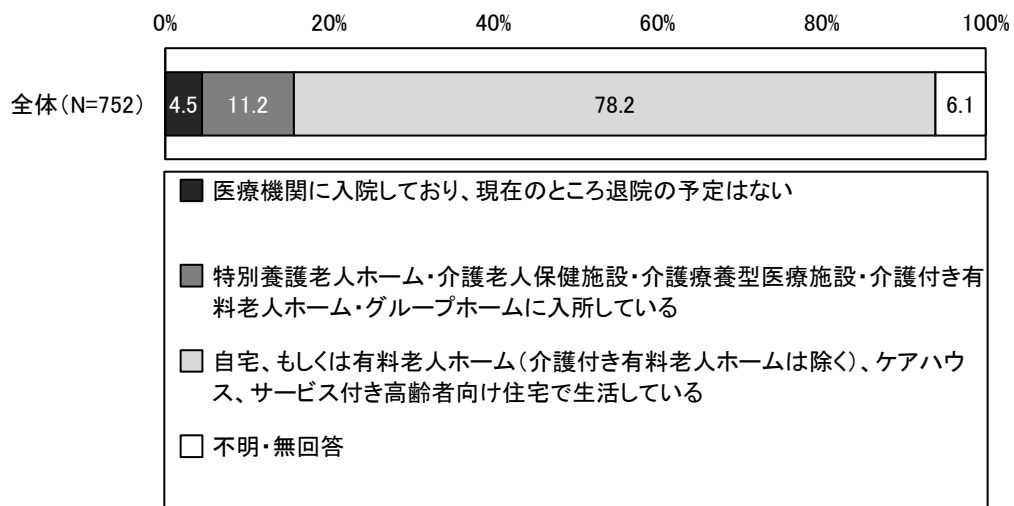 0% 20% 40% 60% 80% 100%
全体(N=752) 4.5 11.2 78.2 6.1
医療機関に入院しており、現在のところ退院の予定はない
特別養護老人ホーム・介護老人保健施設・介護療養型医療施設・介護付き有
料老人ホーム・グループホームに入所している
自宅、もしくは有料老人ホーム(介護付き有料老人ホームは除く)、ケアハウ
ス、サービス付き高齢者向け住宅で生活している
不明・無回答